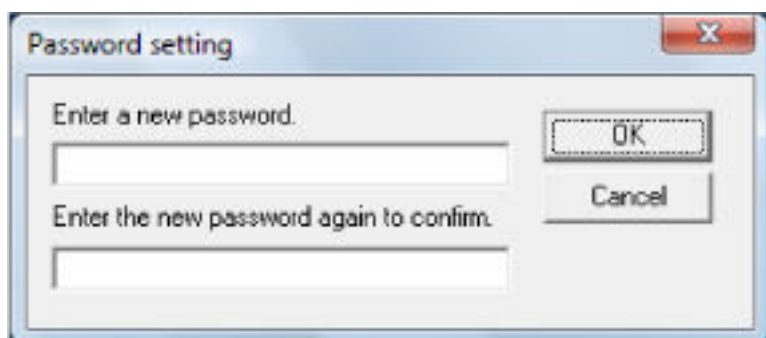 Password setting
Enter a new password.
OK
Cancel
Enter the new password again to confirm.